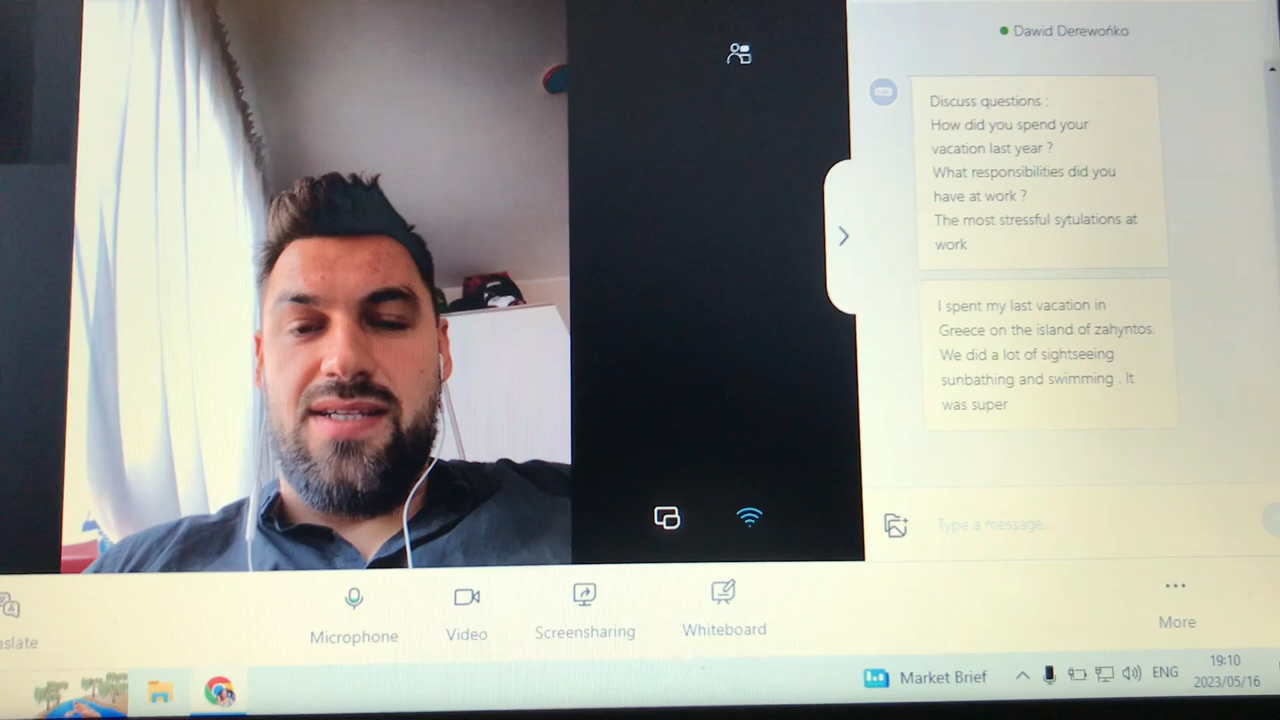 Dawid Derewońko
Discuss questions :
How did you spend your
vacation last year ?
What responsibilities did you
have at work ?
The most stressful sytulations at
work
I spent my last vacation in
Greece on the island of zahyntos.
We did a lot of sightseeing
sunbathing and swimming . It
was super
Type a message...
slate
Microphone
Video
Screensharing
Whiteboard
More
Market Brief
ENG
19:10
2023/05/16